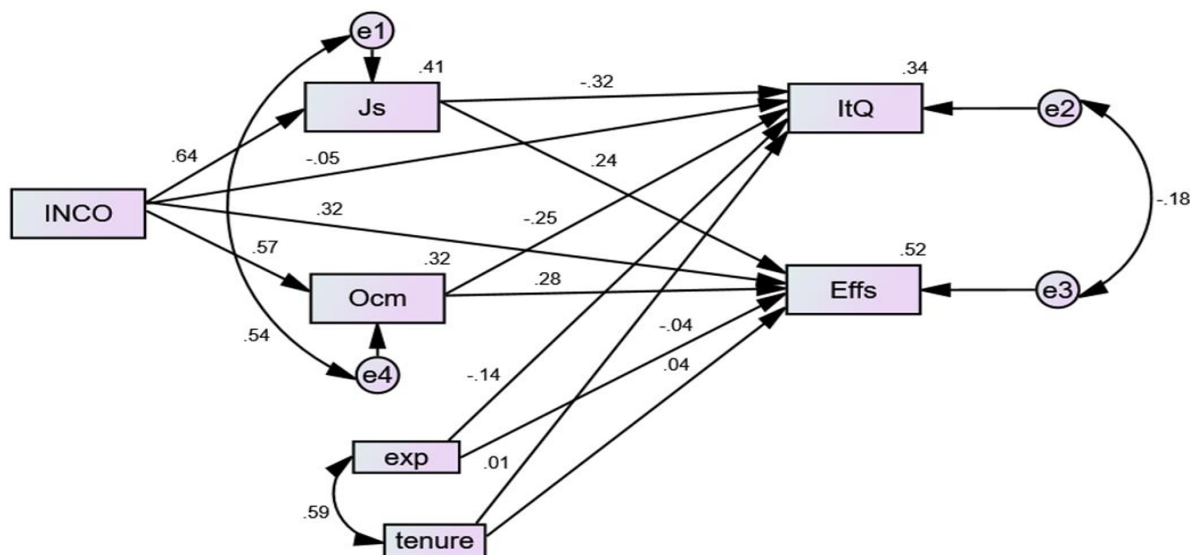 e1
.41
.34
Js
-.32
ItQ
e2
.64
-.05
.24
-.18
INCO
.32
-.25
.57
.32
.52
Ocm
.28
Effs
e3
.54
-.04
e4
-.14
.04
exp
.01
.59
tenure